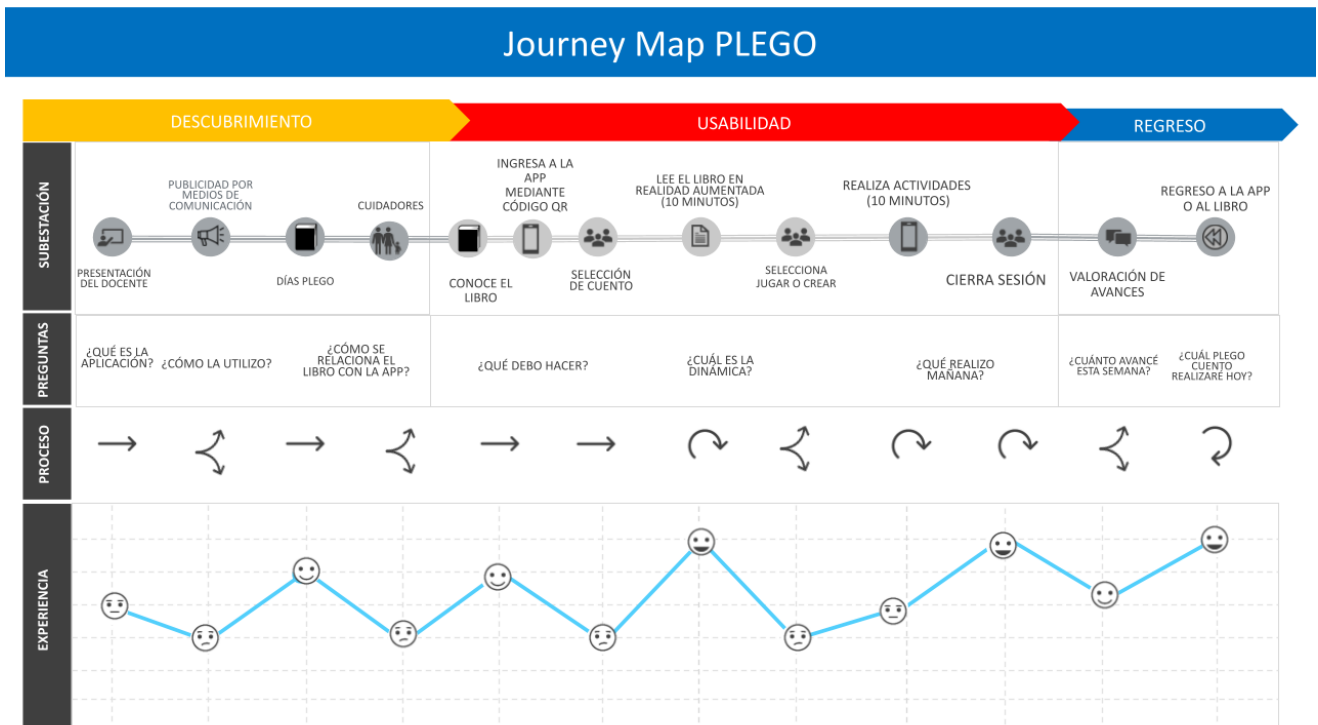 Journey Map PLEGO
DESCUBRIMIENTO
USABILIDAD
REGRESO
SUBESTACIÓN
PRESENTACIÓN
DEL DOCENTE
PUBLICIDAD POR
MEDIOS DE
COMUNICACIÓN
DÍAS PLEGO
CUIDADORES
CONOCE EL
LIBRO
INGRESA A LA
APP
MEDIANTE
CÓDIGO QR
SELECCIÓN
DE CUENTO
LEE EL LIBRO EN
REALIDAD AUMENTADA
(10 MINUTOS)
SELECCIONA
JUGAR O CREAR
REALIZA ACTIVIDADES
(10 MINUTOS)
CIERRA SESIÓN
VALORACIÓN DE
AVANCES
REGRESO A LA APP
O AL LIBRO
PREGUNTAS
¿QUÉ ES LA
APLICACIÓN?
¿CÓMO LA UTILIZO?
¿CÓMO SE
RELACIONA EL
LIBRO CON LA APP?
¿QUÉ DEBO HACER?
¿CUÁL ES LA
DINÁMICA?
¿QUÉ REALIZO
MAÑANA?
¿CUÁNTO AVANCÉ
ESTA SEMANA?
¿CUÁL PLEGO
CUENTO
REALIZARÉ HOY?
PROCESO
EXPERIENCIA